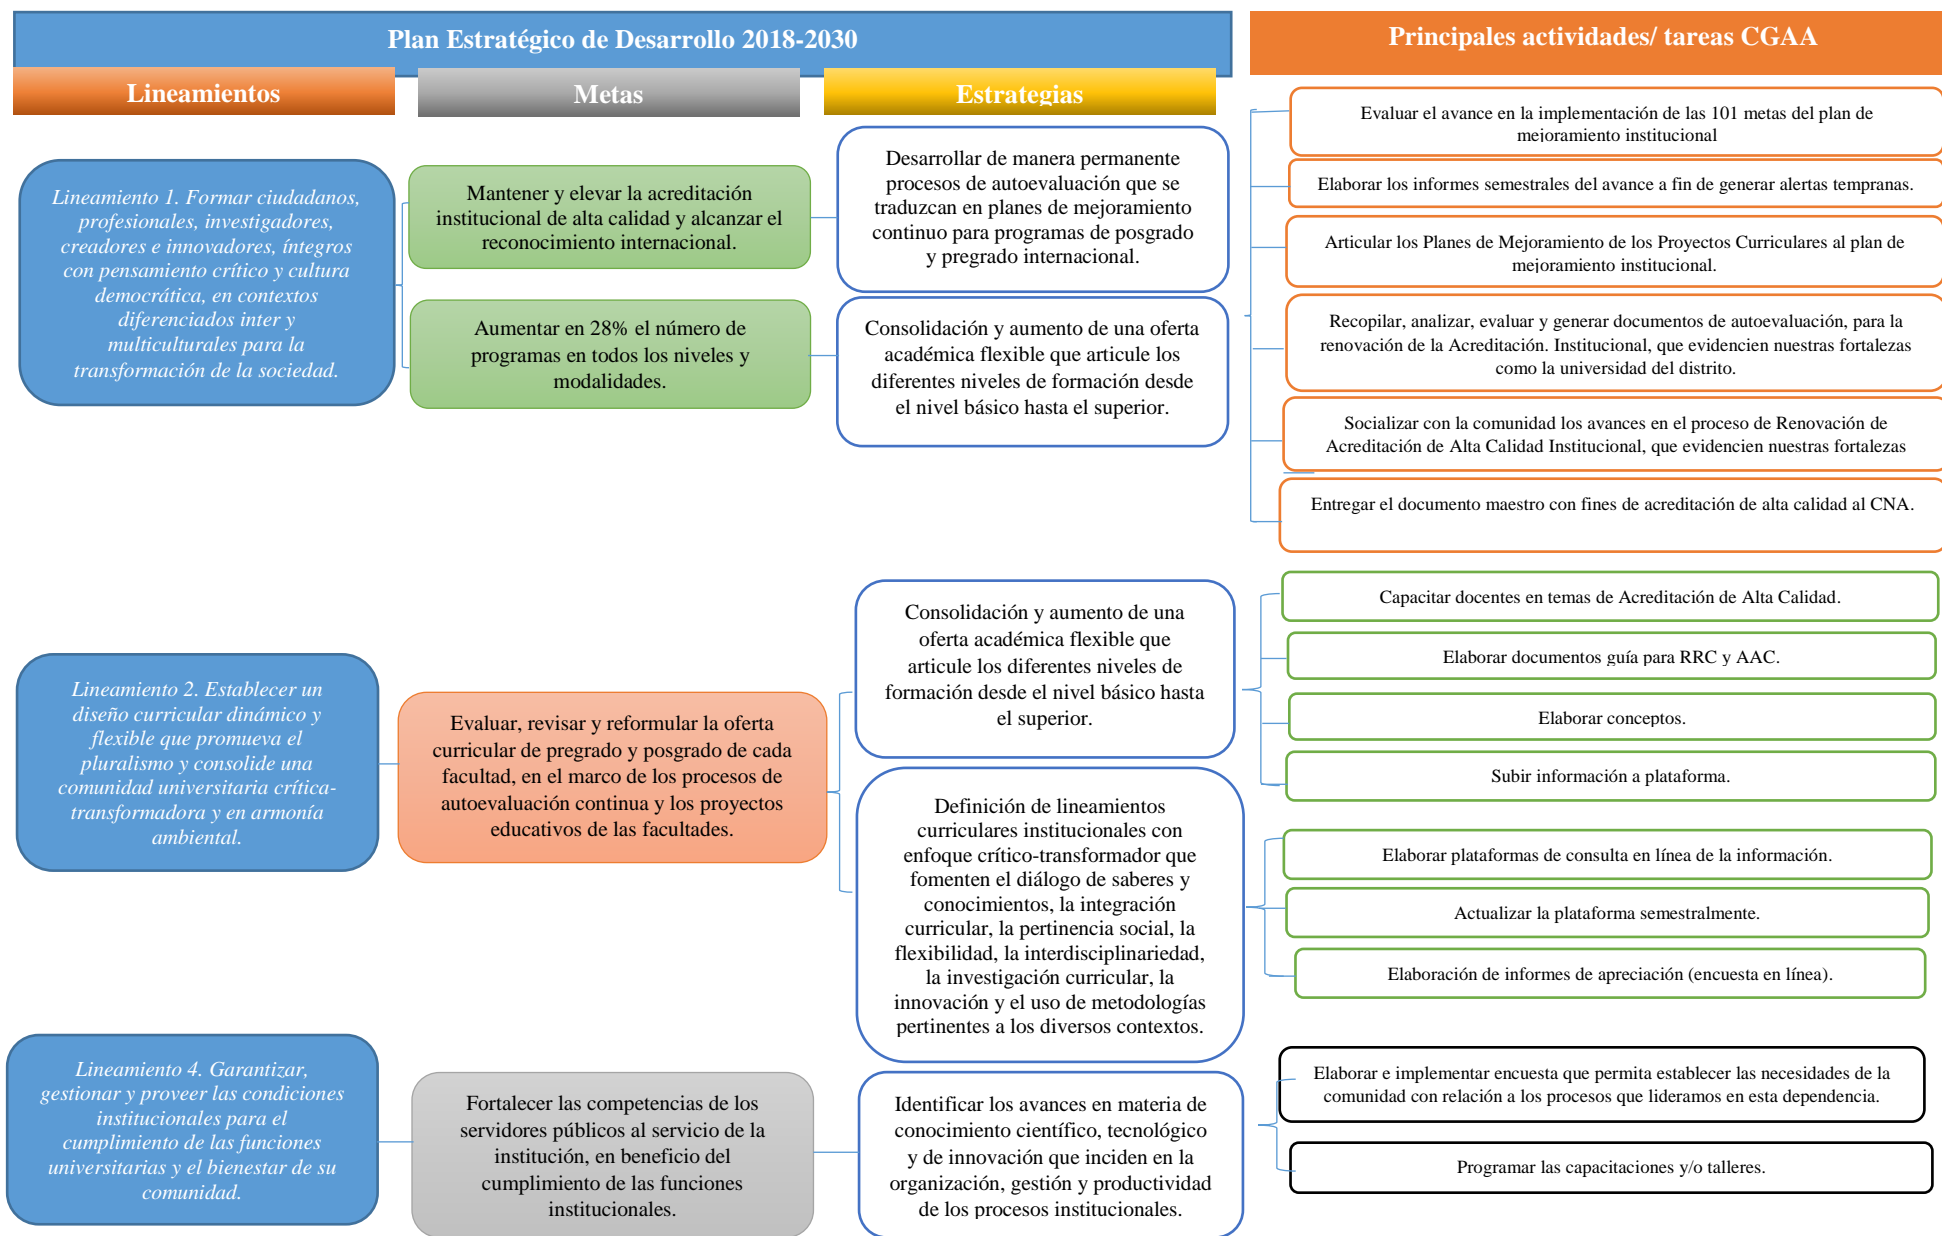 Plan Estratégico de Desarrollo 2018-2030
Principales actividades/ tareas CGAA
Lineamientos
Metas
Estrategias
Lineamiento 1. Formar ciudadanos,
profesionales, investigadores,
creadores e innovadores, íntegros
con pensamiento crítico y cultura
democrática, en contextos
diferenciados inter y
multiculturales para la
transformación de la sociedad.
Mantener y elevar la acreditación
institucional de alta calidad y alcanzar el
reconocimiento internacional.
Aumentar en 28% el número de
programas en todos los niveles y
modalidades.
Desarrollar de manera permanente
procesos de autoevaluación que se
traduzcan en planes de mejoramiento
continuo para programas de posgrado
y pregrado internacional.
Consolidación y aumento de una oferta
académica flexible que articule los
diferentes niveles de formación desde
el nivel básico hasta el superior.
Evaluar el avance en la implementación de las 101 metas del plan de
mejoramiento institucional
Elaborar los informes semestrales del avance a fin de generar alertas tempranas.
Articular los Planes de Mejoramiento de los Proyectos Curriculares al plan de
mejoramiento institucional.
Recopilar, analizar, evaluar y generar documentos de autoevaluación, para la
renovación de la Acreditación. Institucional, que evidencien nuestras fortalezas
como la universidad del distrito.
Socializar con la comunidad los avances en el proceso de Renovación de
Acreditación de Alta Calidad Institucional, que evidencien nuestras fortalezas
Entregar el documento maestro con fines de acreditación de alta calidad al CNA.
Lineamiento 2. Establecer un
diseño curricular dinámico y
flexible que promueva el
pluralismo y consolide una
comunidad universitaria crítica-
transformadora y en armonía
ambiental.
Evaluar, revisar y reformular la oferta
curricular de pregrado y posgrado de cada
facultad, en el marco de los procesos de
autoevaluación continua y los proyectos
educativos de las facultades.
Consolidación y aumento de una
oferta académica flexible que
articule los diferentes niveles de
formación desde el nivel básico hasta
el superior.
Definición de lineamientos
curriculares institucionales con
enfoque crítico-transformador que
fomenten el diálogo de saberes y
conocimientos, la integración
curricular, la pertinencia social, la
flexibilidad, la interdisciplinariedad,
la investigación curricular, la
innovación y el uso de metodologías
pertinentes a los diversos contextos.
Capacitar docentes en temas de Acreditación de Alta Calidad.
Elaborar documentos guía para RRC y AAC.
Elaborar conceptos.
Subir información a plataforma.
Elaborar plataformas de consulta en línea de la información.
Actualizar la plataforma semestralmente.
Elaboración de informes de apreciación (encuesta en línea).
Lineamiento 4. Garantizar,
gestionar y proveer las condiciones
institucionales para el
cumplimiento de las funciones
universitarias y el bienestar de su
comunidad.
Fortalecer las competencias de los
servidores públicos al servicio de la
institución, en beneficio del
cumplimiento de las funciones
institucionales.
Identificar los avances en materia de
conocimiento científico, tecnológico
y de innovación que inciden en la
organización, gestión y productividad
de los procesos institucionales.
Elaborar e implementar encuesta que permita establecer las necesidades de la
comunidad con relación a los procesos que lideramos en esta dependencia.
Programar las capacitaciones y/o talleres.